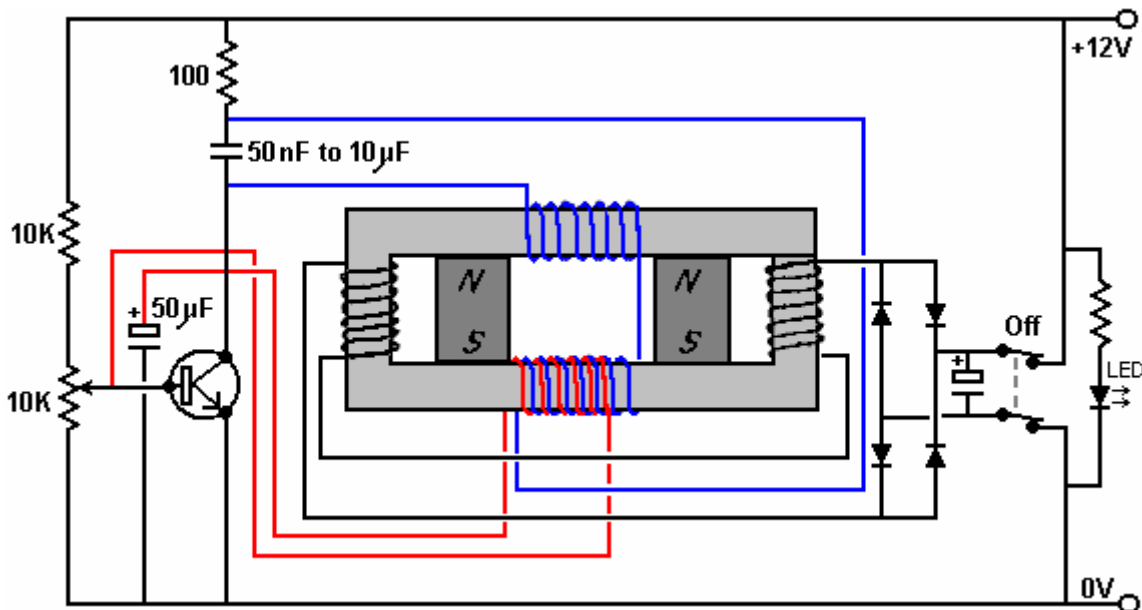 +12V
100
50nF to 10µF
10K
N
N
+ 50µF
S
S
Off
+
10K
LED
0V